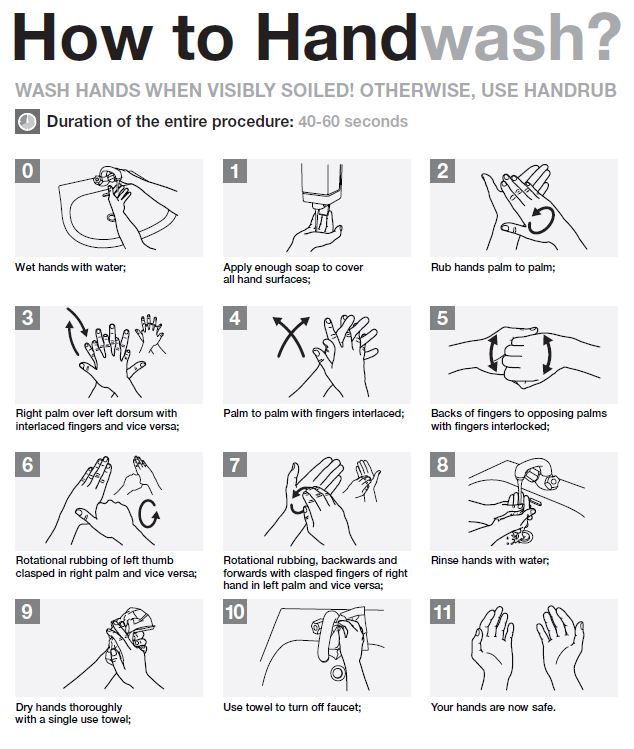 How to Handwash?
WASH HANDS WHEN VISIBLY SOILED! OTHERWISE, USE HANDRUB
Duration of the entire procedure: 40-60 seconds
0
Wet hands with water;
1
Apply enough soap to cover
all hand surfaces;
2
Rub hands palm to palm;
3
Right palm over left dorsum with
interlaced fingers and vice versa;
4
Palm to palm with fingers interlaced;
5
Backs of fingers to opposing palms
with fingers interlocked;
6
Rotational rubbing of left thumb
clasped in right palm and vice versa;
7
Rotational rubbing, backwards and
forwards with clasped fingers of right
hand in left palm and vice versa;
8
Rinse hands with water;
9
Dry hands thoroughly
with a single use towel;
10
Use towel to turn off faucet;
11
Your hands are now safe.